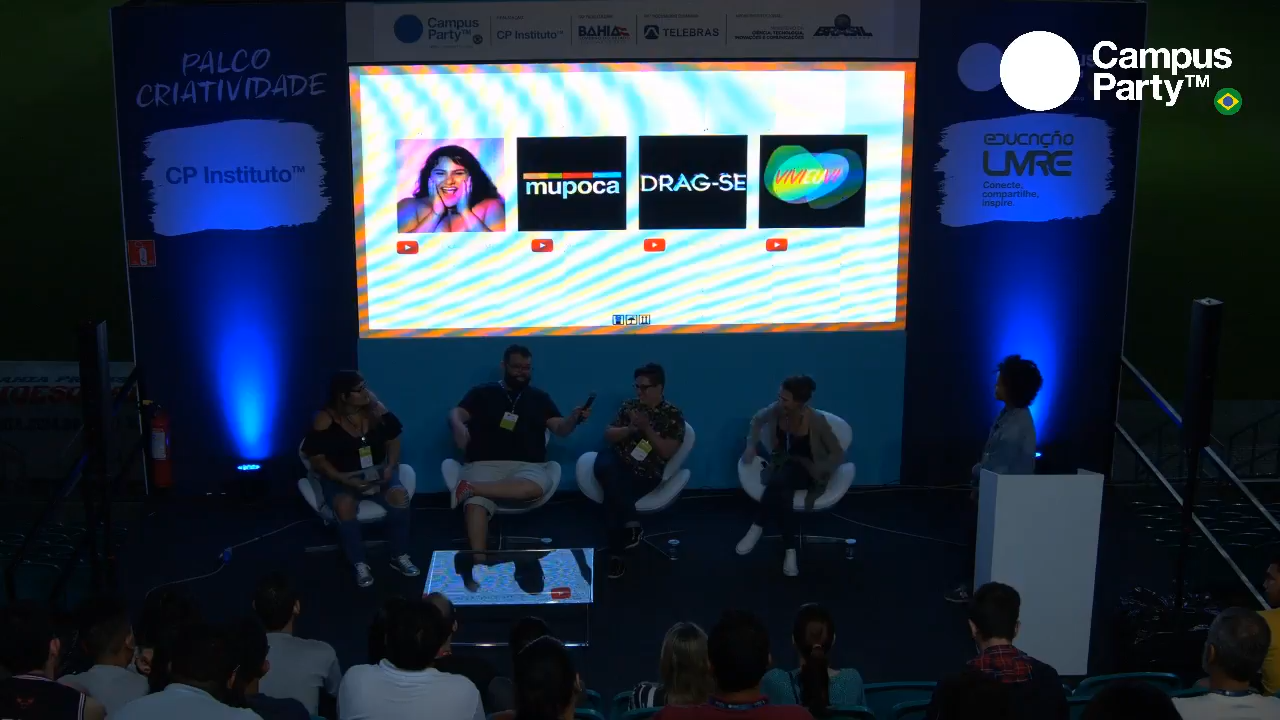 Campus
Party™
CP Instituto™
BAHIA
TELEBRAS
BRASIL
Campus
Party™
PALCO
CRIATIVIDADE
CP Instituto™
mupoca
DRAG-SE
EDUCAÇÃO
LIVRE
Conecte,
compartilhe,
inspire.